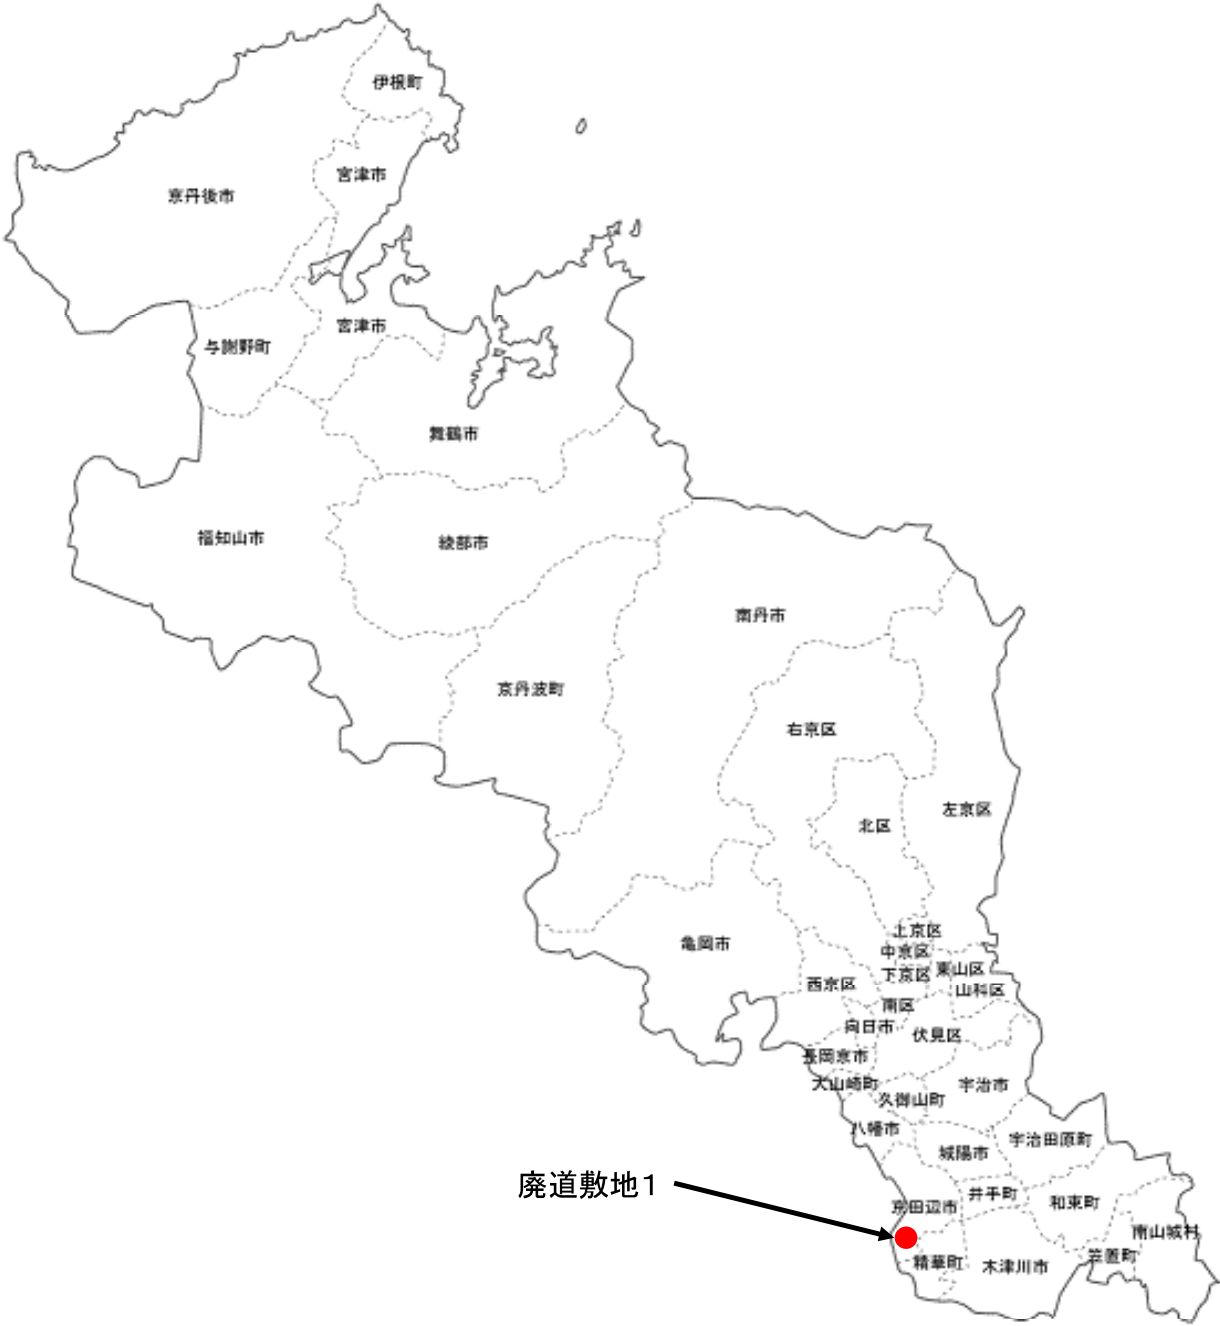 伊根町
宮津市
京丹後市
宮津市
与謝野町
舞鶴市
福知山市
綾部市
南丹市
京丹波町
右京区
左京区
北区
上京区
亀岡市
中京区
東山区
下京区
西京区
山科区
南区
向日市
伏見区
長岡京市
大山崎町
宇治市
久御山町
八幡市
宇治田原町
城陽市
廃道敷地1
井手町
和束町
京田辺市
南山城村
笠置町
精華町
木津川市